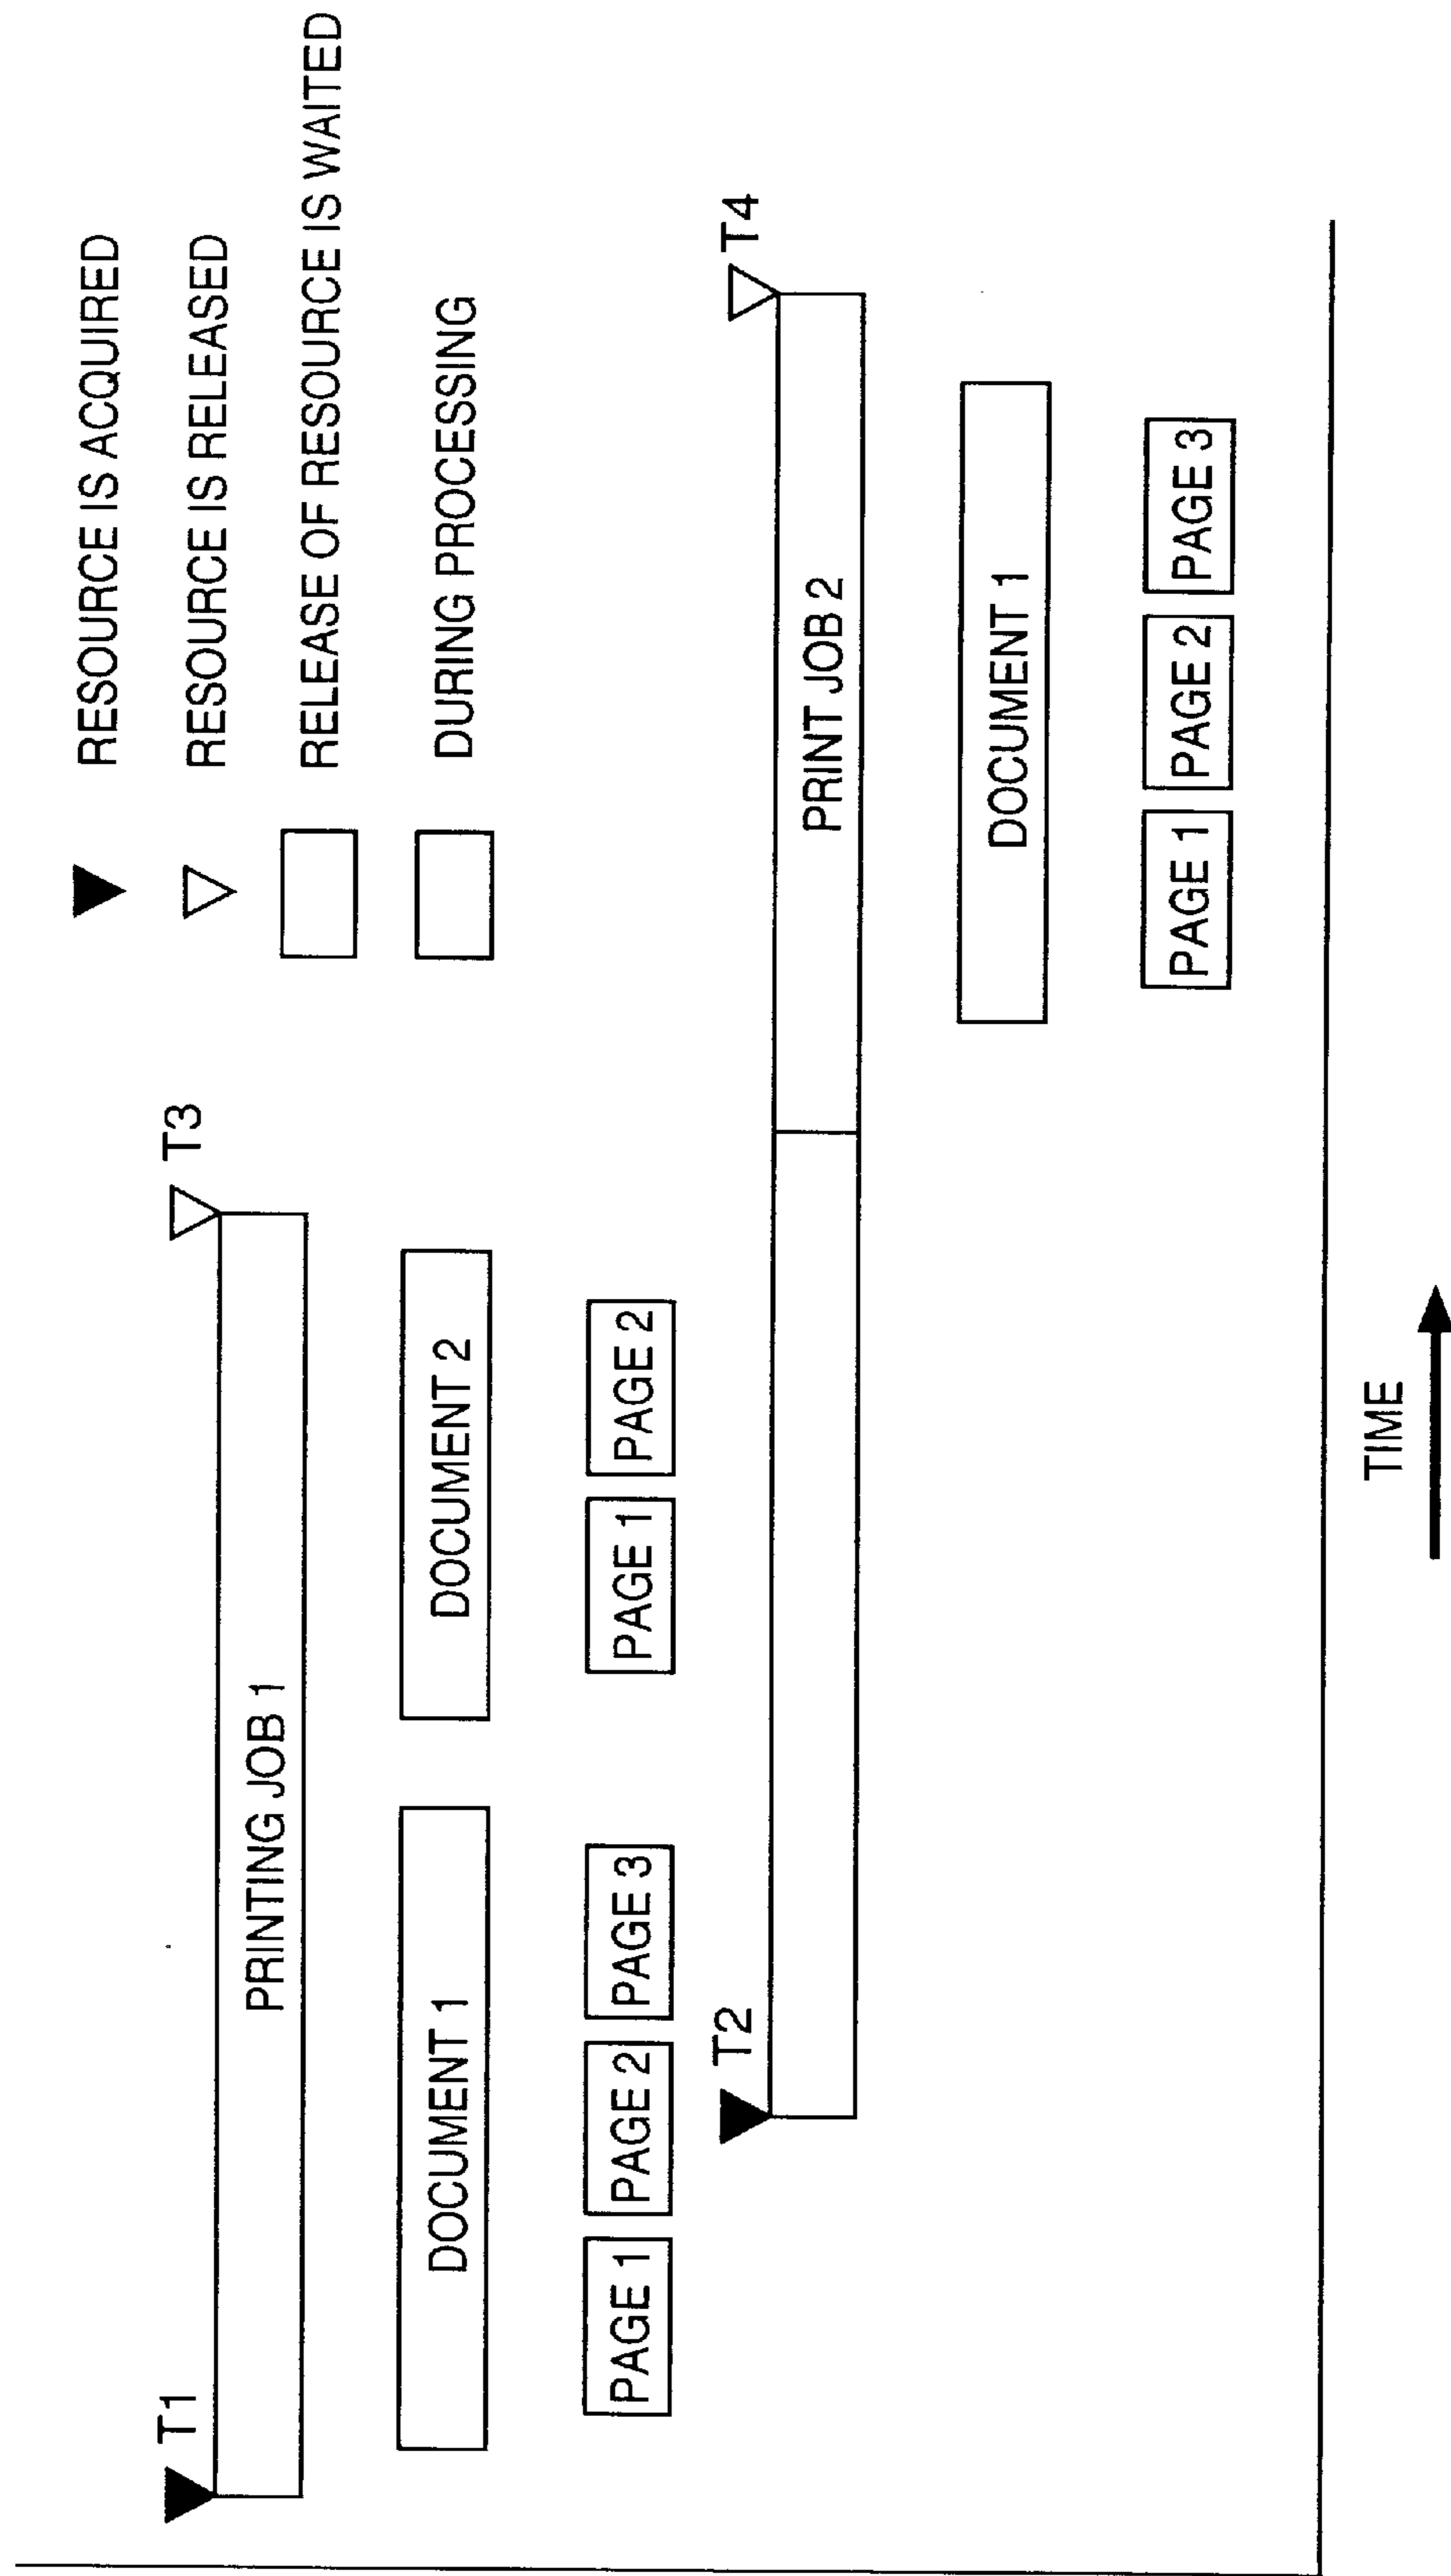 RESOURCE IS ACQUIRED
RESOURCE IS RELEASED
RELEASE OF RESOURCE IS WAITED
DURING PROCESSING
T1
T3
PRINTING JOB 1
DOCUMENT 1
DOCUMENT 2
PAGE 1
PAGE 2
PAGE 3
PAGE 1
PAGE 2
T2
T4
PRINT JOB 2
DOCUMENT 1
PAGE 1
PAGE 2
PAGE 3
TIME